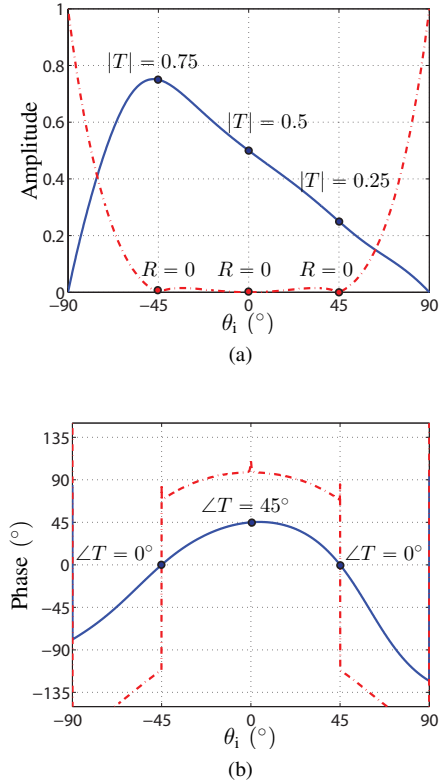 1
|T| = 0.75
0.8
0.6
|T| = 0.5
Amplitude
0.4
|T| = 0.25
0.2
R = 0 R = 0 R = 0
0
−90 −45 0 45 90
θi (°)
(a)
135
90
∠T = 45°
45
∠T = 0° ∠T = 0°
0
Phase (°)
−45
−90
−135
−90 −45 0 45 90
θi (°)
(b)